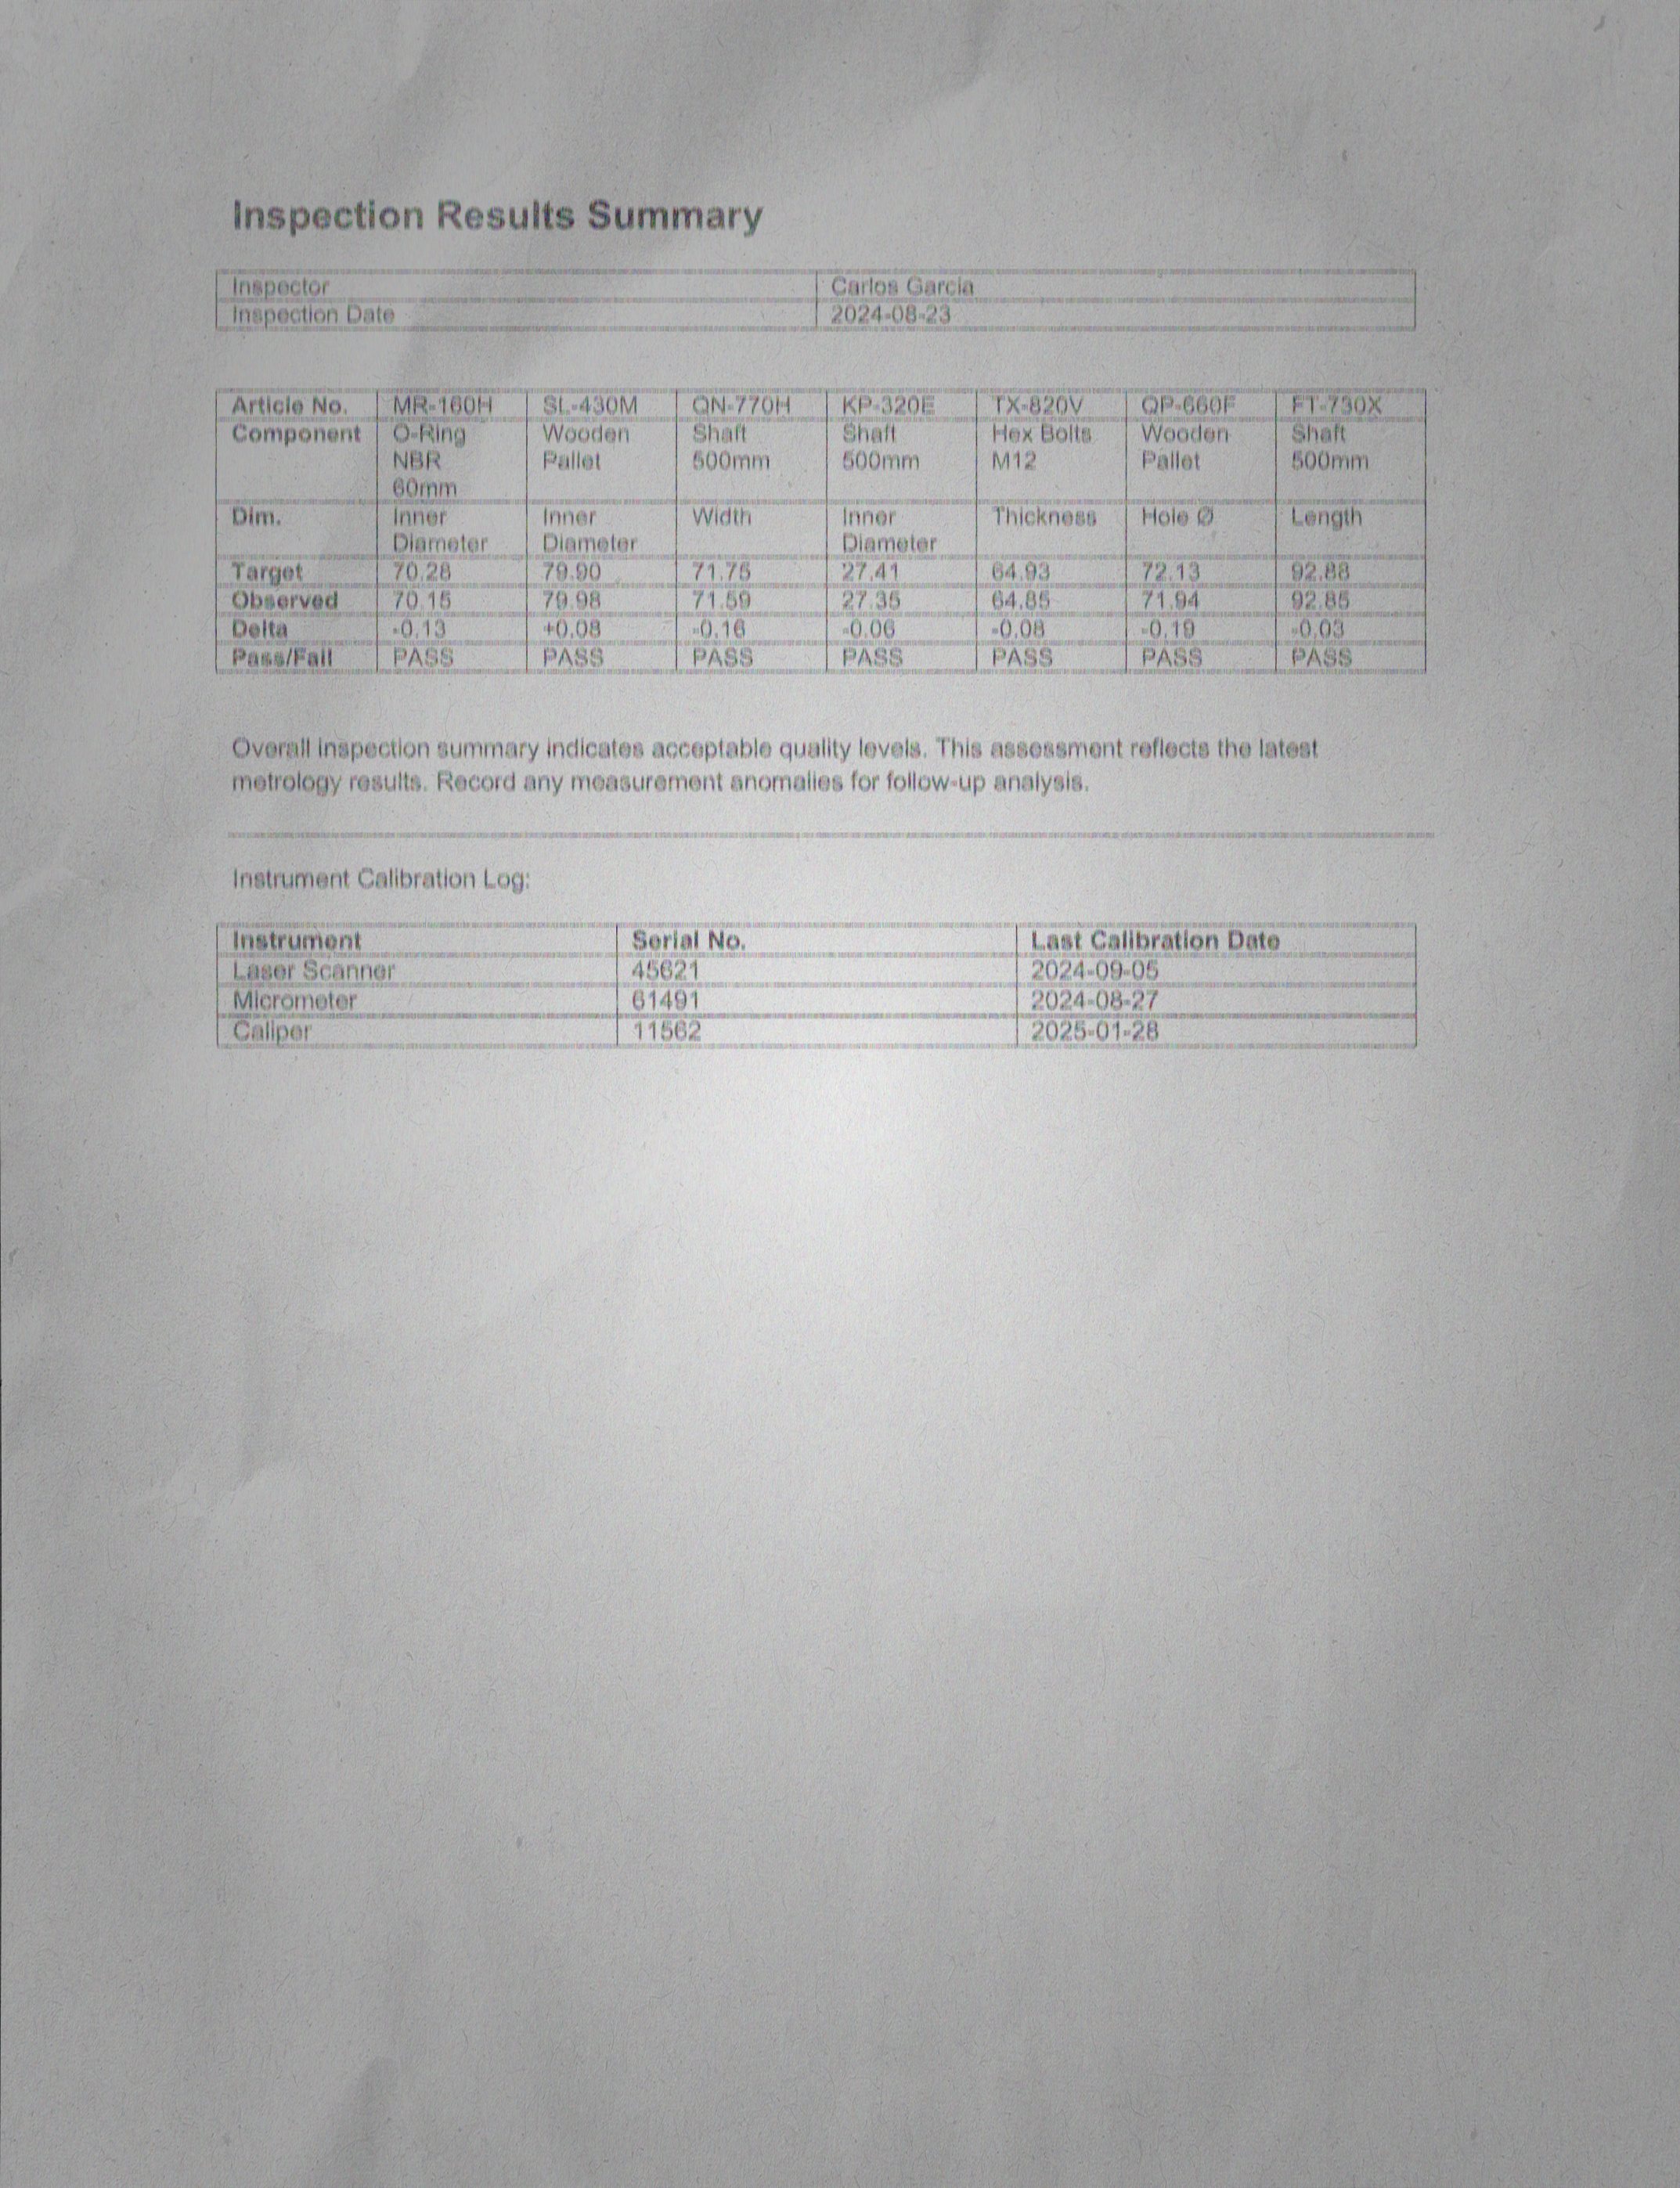 Inspection Results Summary
Inspector Carlos Garcia
Inspection Date 2024-08-23
Article No. MR-160H SL-430M QN-770H KP-320E TX-820V QP-660F FT-730X
Component O-Ring Wooden Shaft Shaft Hex Bolts Wooden Shaft
NBR Pallet 500mm 500mm M12 Pallet 500mm
60mm
Dim. Inner Inner Width Inner Thickness Hole Ø Length
Diameter Diameter Diameter
Target 70.28 79.90 71.75 27.41 64.93 72.13 92.88
Observed 70.15 79.98 71.59 27.35 64.85 71.94 92.85
Delta -0.13 +0.08 -0.16 -0.06 -0.08 -0.19 -0.03
Pass/Fail PASS PASS PASS PASS PASS PASS PASS
Overall inspection summary indicates acceptable quality levels. This assessment reflects the latest
metrology results. Record any measurement anomalies for follow-up analysis.
Instrument Calibration Log:
Instrument Serial No. Last Calibration Date
Laser Scanner 45621 2024-09-05
Micrometer 61491 2024-08-27
Caliper 11562 2025-01-28